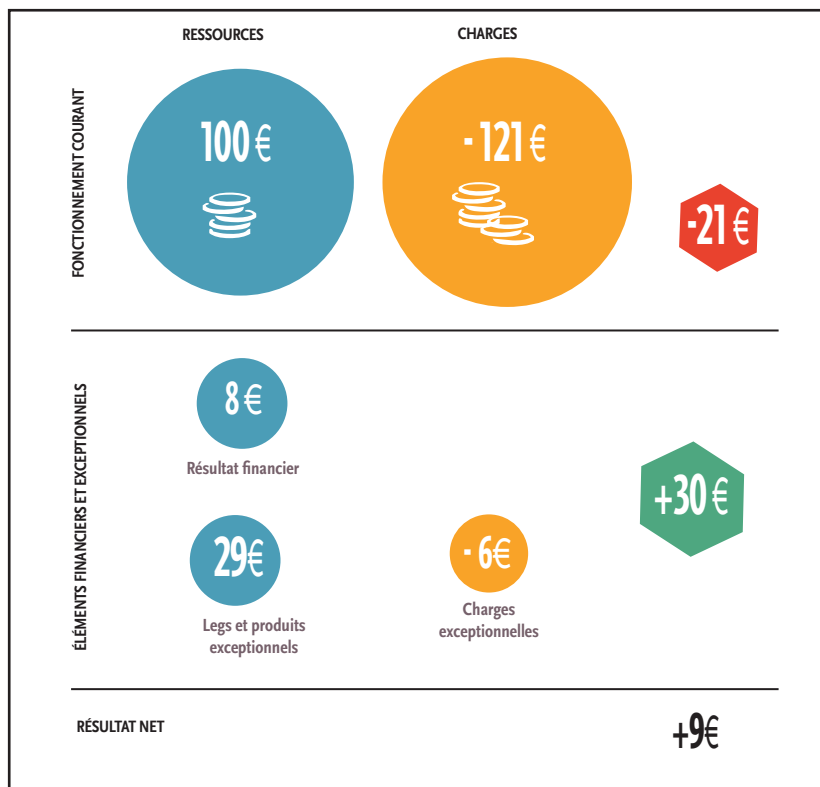 RESSOURCES
CHARGES
FONCTIONNEMENT COURANT
100 €
- 121 €
-21 €
ÉLÉMENTS FINANCIERS ET EXCEPTIONNELS
8 €
Résultat financier
+30 €
29€
- 6€
Legs et produits
exceptionnels
Charges
exceptionnelles
RÉSULTAT NET
+9€